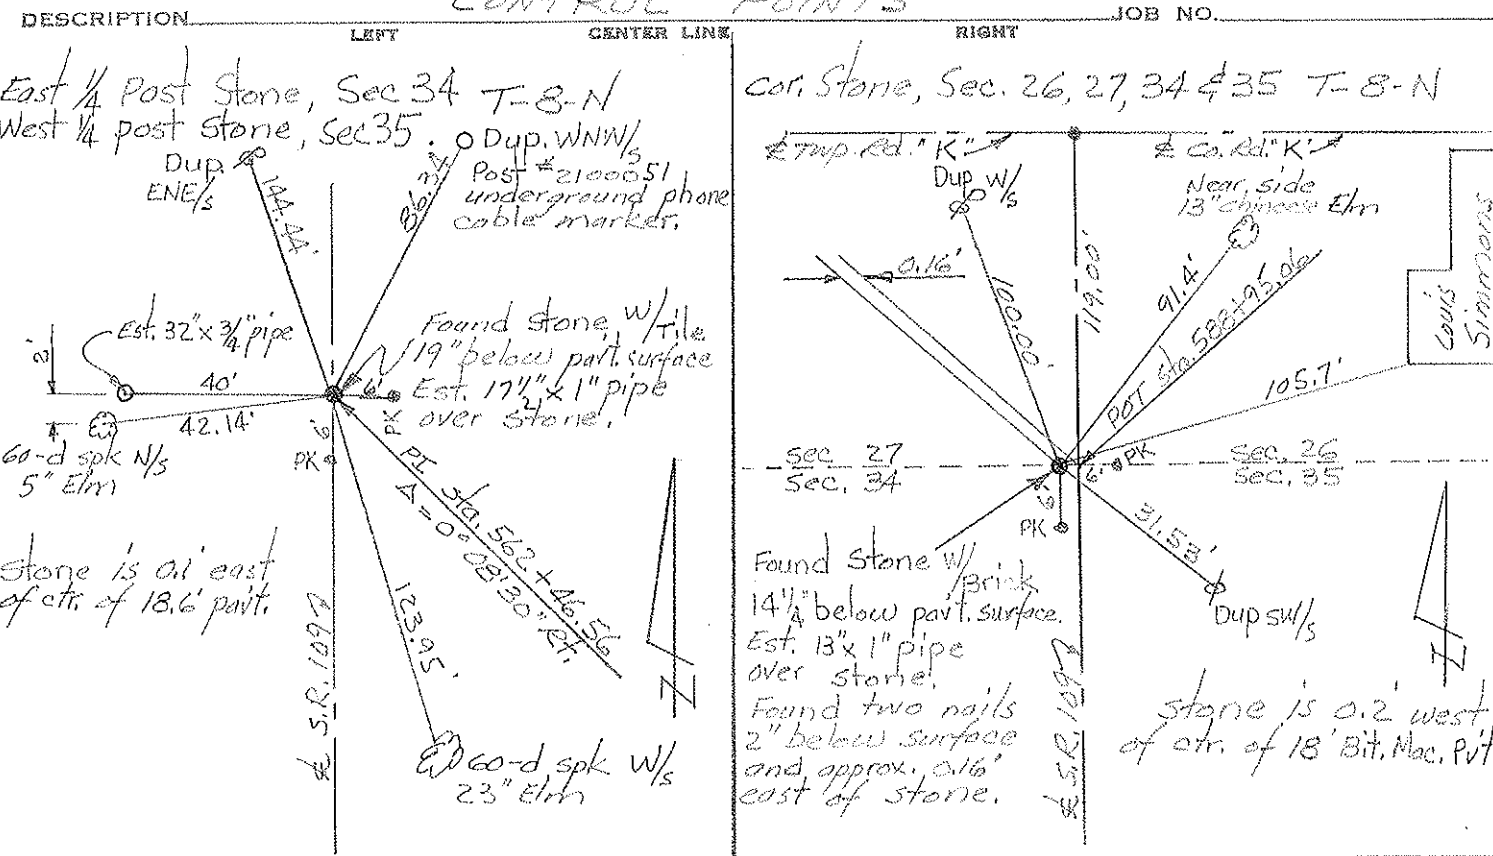 CONTROL POINTS
DESCRIPTION JOB NO.
LEFT CENTER LINE RIGHT
East 1/4 Post Stone, Sec 34 T-8-N
West 1/4 post Stone, Sec 35.
Dup. ENE/s
144.44'
Dup. WNW/s
Post #2100051
underground phone
cable marker.
86.34
Est. 32" x 3/4" pipe
2'
40'
4
42.14'
60-d spk N/s
5" Elm
Found stone, W/Tile
19" below pavt. surface
Est. 17 1/2" x 1" pipe
over stone.
6'
PK
6'
PK
PI Sta. 562+46.56
Δ = 0° 08' 30" Rt.
Stone is 0.1' east
of ctr. of 18.6' pavt.
℄ S.R. 109
123.95'
60-d spk W/s
23" Elm
N
Cor. Stone, Sec. 26, 27, 34 & 35 T-8-N
℄ Twp. Rd. "K"
℄ Co. Rd. "K"
Dup W/s
Near side
13" chinese Elm
0.16'
100.00'
119.00'
91.4'
POT Sta. 588+95.06
105.7'
Louis
Simmons
Sec 27
Sec. 34
Sec. 26
Sec. 35
6' PK
6'
PK
31.53'
Dup SW/s
Found Stone W/Brick
14 1/4" below pavt. surface.
Est. 13" x 1" pipe
over stone.
Found two nails
2" below surface
and approx. 0.16'
east of stone.
℄ S.R. 109
N
Stone is 0.2' west
of ctr. of 18' Bit. Mac. Pvt